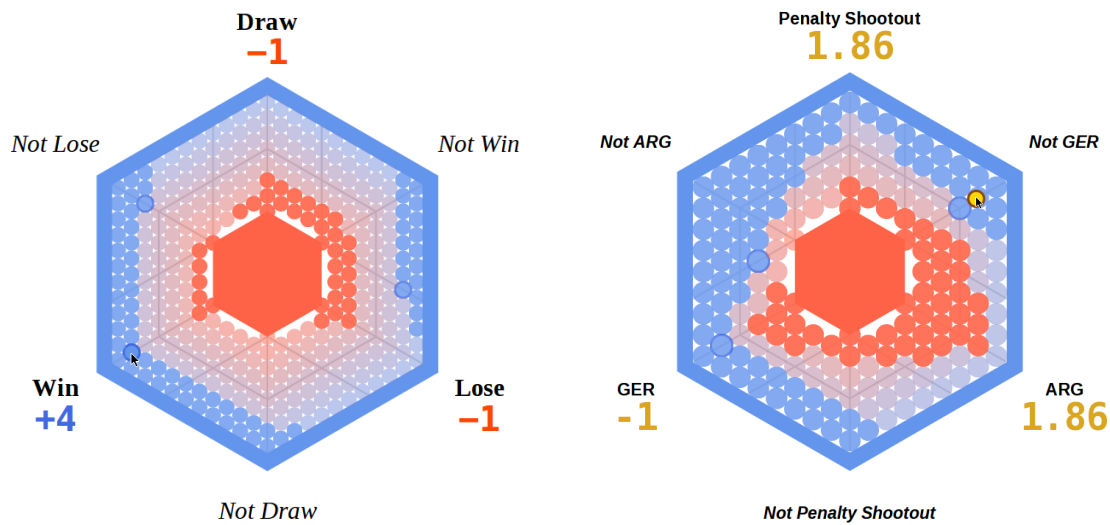 Draw
−1
Not Lose
Not Win
Win
+4
Lose
−1
Not Draw
Penalty Shootout
1.86
Not ARG
Not GER
GER
-1
ARG
1.86
Not Penalty Shootout